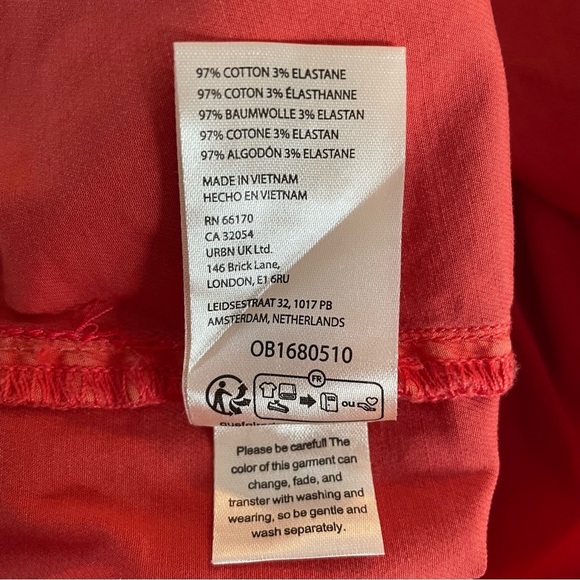 97% COTTON 3% ELASTANE
97% COTON 3% ÉLASTHANNE
97% BAUMWOLLE 3% ELASTAN
97% COTONE 3% ELASTAN
97% ALGODÓN 3% ELASTANE
MADE IN VIETNAM
HECHO EN VIETNAM
RN 66170
CA 32054
URBN UK Ltd.
146 Brick Lane,
LONDON, E1 6RU
LEIDSESTRAAT 32, 1017 PB
AMSTERDAM, NETHERLANDS
OB1680510
FR
ou
Please be careful! The
color of this garment can
change, fade, and
transfer with washing and
wearing, so be gentle and
wash separately.